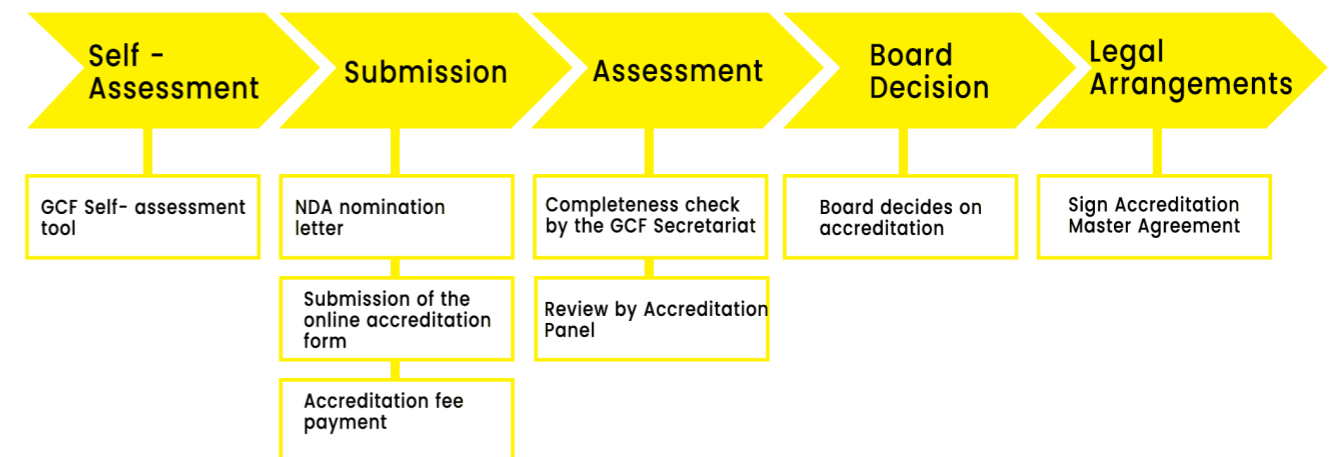 Self -
Assessment
Submission
Assessment
Board
Decision
Legal
Arrangements
GCF Self- assessment
tool
NDA nomination
letter
Submission of the
online accreditation
form
Accreditation fee
payment
Completeness check
by the GCF Secretariat
Review by Accreditation
Panel
Board decides on
accreditation
Sign Accreditation
Master Agreement